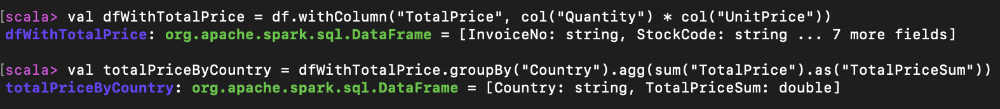 [scala> val dfWithTotalPrice = df.withColumn("TotalPrice", col("Quantity") * col("UnitPrice"))
dfWithTotalPrice: org.apache.spark.sql.DataFrame = [InvoiceNo: string, StockCode: string ... 7 more fields]
[scala> val totalPriceByCountry = dfWithTotalPrice.groupBy("Country").agg(sum("TotalPrice").as("TotalPriceSum"))
totalPriceByCountry: org.apache.spark.sql.DataFrame = [Country: string, TotalPriceSum: double]